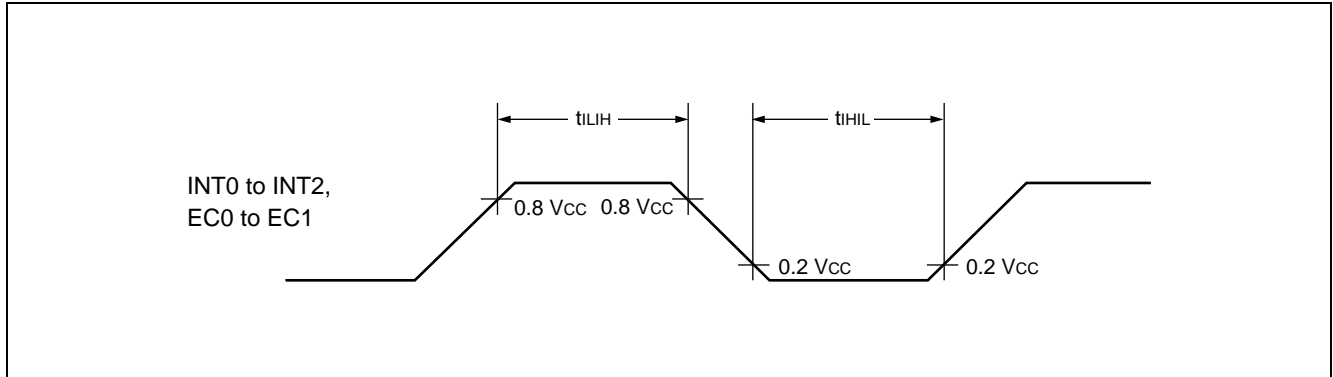 tILIH
tIHIL
INT0 to INT2,
EC0 to EC1
0.8 VCC 0.8 VCC
0.2 VCC
0.2 VCC